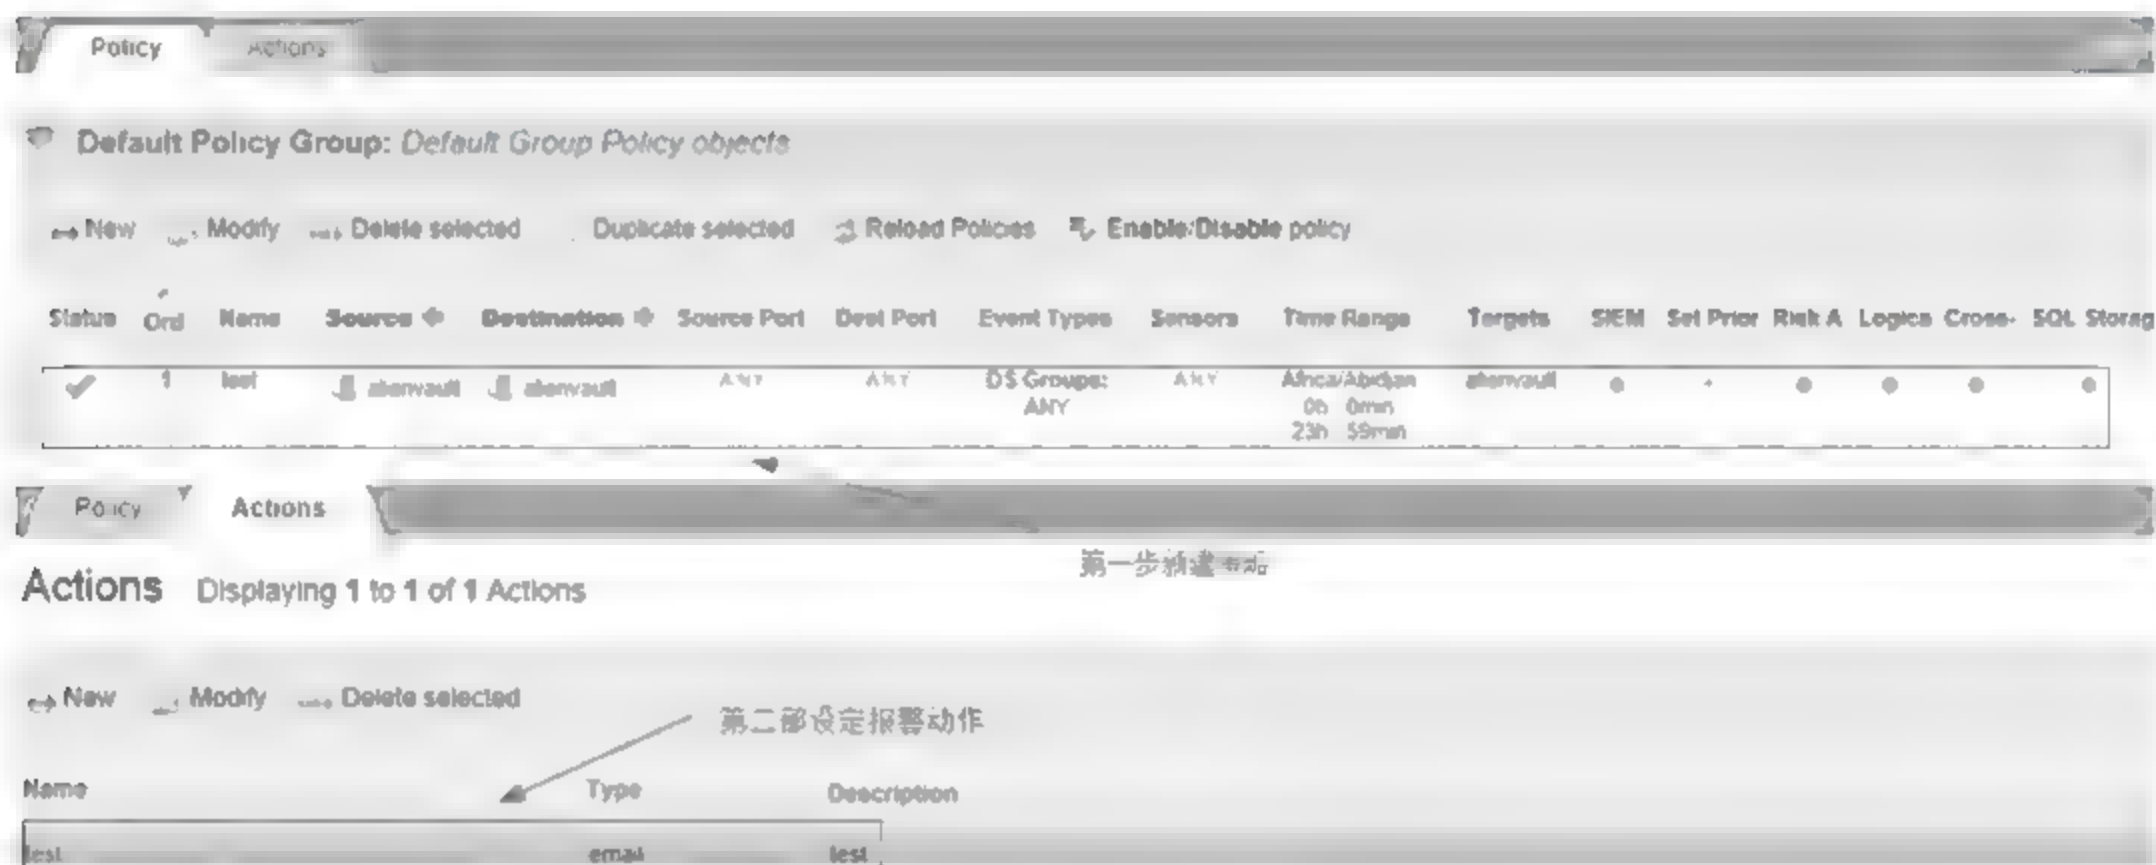 Policy Actions
Default Policy Group: Default Group Policy objects
New Modify Delete selected Duplicate selected Reload Policies Enable/Disable policy
Status Ord Name Source Destination Source Port Dest Port Event Types Sensors Time Range Targets SIEM Set Prior Risk A Logica Cross- SQL Storag
1 test alienvault alienvault ANY ANY DS Groups: ANY Africa/Abidjan alienvault
ANY 0h 0min
23h 59min
Policy Actions
第一步新建
Actions Displaying 1 to 1 of 1 Actions
New Modify Delete selected
第二部设定报警动作
Name Type Description
test email test